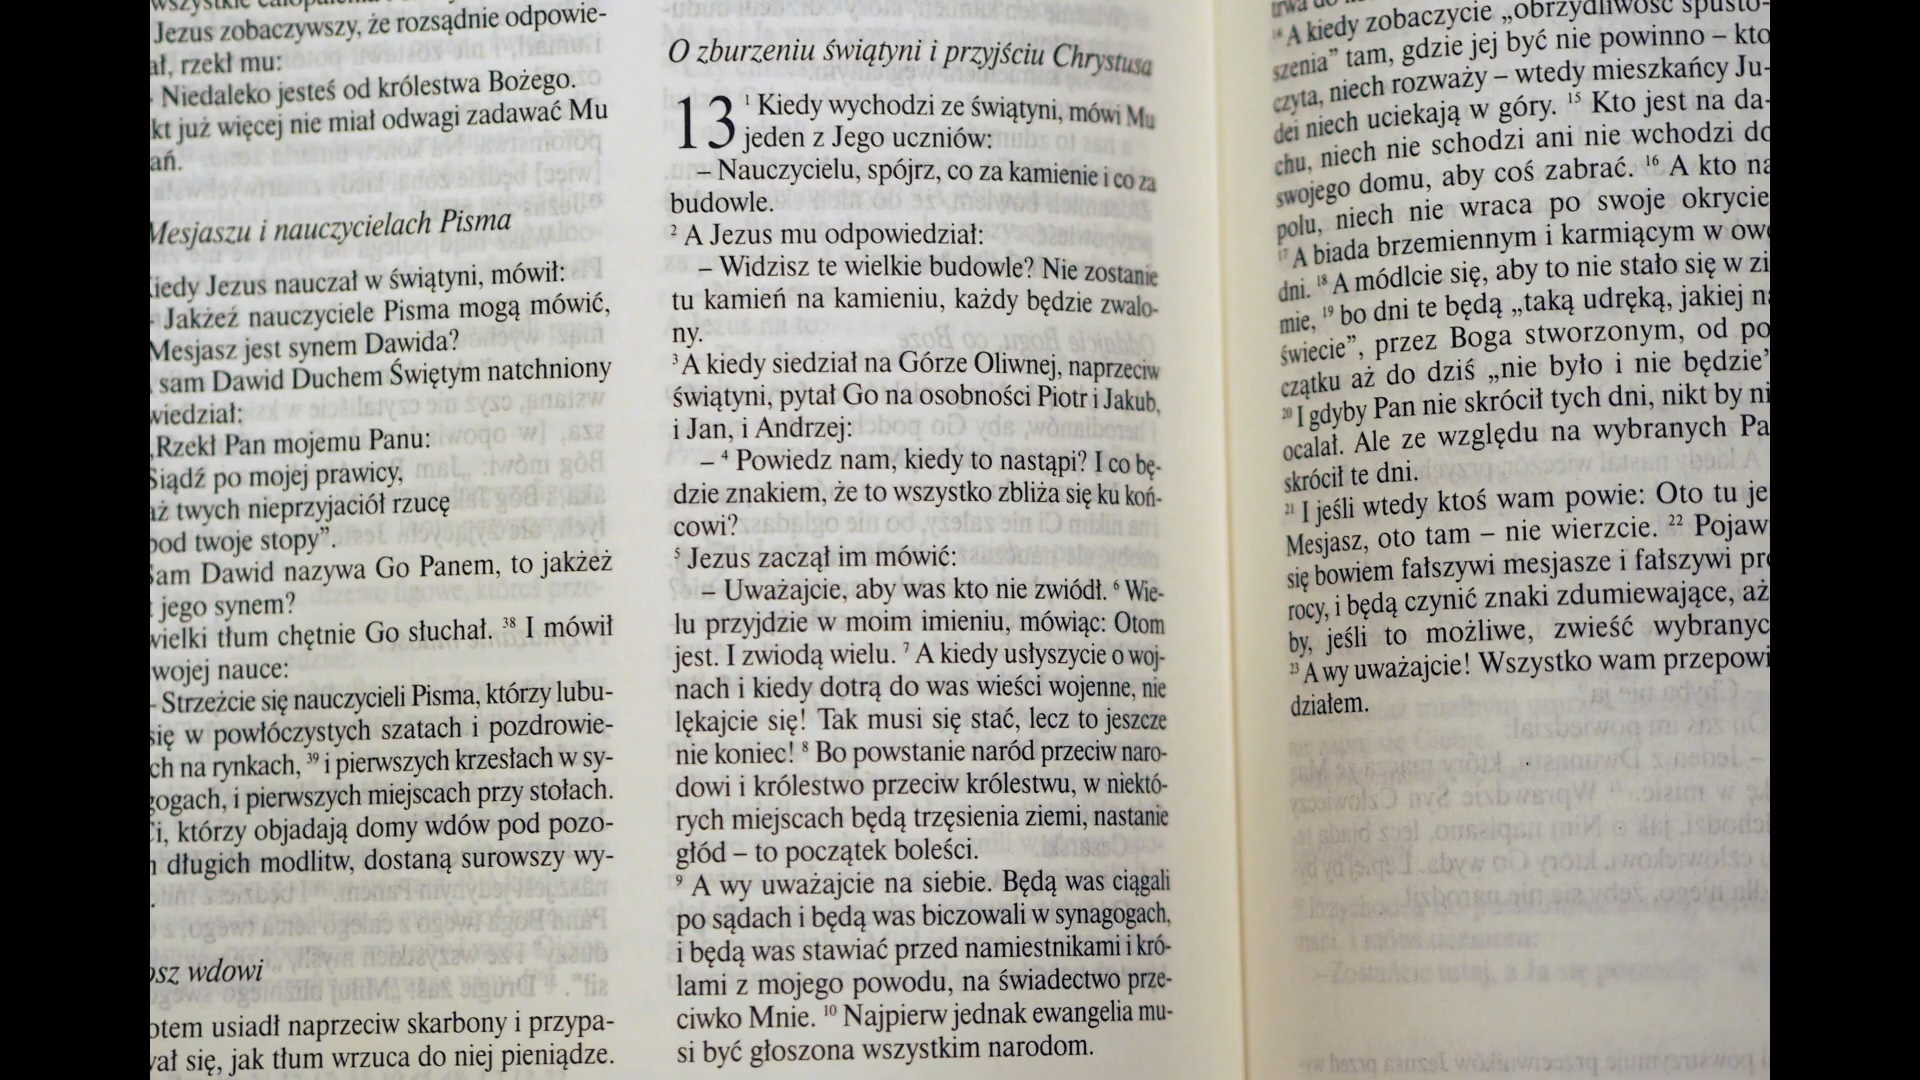 Jezus zobaczywszy, że rozsądnie odpowie-
ał, rzekł mu:
- Niedaleko jesteś od królestwa Bożego.
kt już więcej nie miał odwagi zadawać Mu
ań.
Mesjaszu i nauczycielach Pisma
iedy Jezus nauczał w świątyni, mówił:
- Jakżeż nauczyciele Pisma mogą mówić,
Mesjasz jest synem Dawida?
sam Dawid Duchem Świętym natchniony
wiedział:
„Rzekł Pan mojemu Panu:
Siądź po mojej prawicy,
aż twych nieprzyjaciół rzucę
pod twoje stopy”.
Sam Dawid nazywa Go Panem, to jakżeż
jego synem?
wielki tłum chętnie Go słuchał. 38 I mówił
wojej nauce:
- Strzeżcie się nauczycieli Pisma, którzy lubu-
się w powłóczystych szatach i pozdrowie-
ch na rynkach, 39 i pierwszych krzesłach w sy-
gogach, i pierwszych miejscach przy stołach.
Ci, którzy objadają domy wdów pod pozo-
długich modlitw, dostaną surowszy wy-
.
osz wdowi
otem usiadł naprzeciw skarbony i przypa-
wał się, jak tłum wrzuca do niej pieniądze.
O zburzeniu świątyni i przyjściu Chrystusa
13 1 Kiedy wychodzi ze świątyni, mówi Mu
jeden z Jego uczniów:
– Nauczycielu, spójrz, co za kamienie i co za
budowle.
2 A Jezus mu odpowiedział:
– Widzisz te wielkie budowle? Nie zostanie
tu kamień na kamieniu, każdy będzie zwalo-
ny.
3 A kiedy siedział na Górze Oliwnej, naprzeciw
świątyni, pytał Go na osobności Piotr i Jakub,
i Jan, i Andrzej:
– 4 Powiedz nam, kiedy to nastąpi? I co bę-
dzie znakiem, że to wszystko zbliża się ku koń-
cowi?
5 Jezus zaczął im mówić:
– Uważajcie, aby was kto nie zwiódł. 6 Wie-
lu przyjdzie w moim imieniu, mówiąc: Otom
jest. I zwiodą wielu. 7 A kiedy usłyszycie o woj-
nach i kiedy dotrą do was wieści wojenne, nie
lękajcie się! Tak musi się stać, lecz to jeszcze
nie koniec! 8 Bo powstanie naród przeciw naro-
dowi i królestwo przeciw królestwu, w niektó-
rych miejscach będą trzęsienia ziemi, nastanie
głód – to początek boleści.
9 A wy uważajcie na siebie. Będą was ciągali
po sądach i będą was biczowali w synagogach,
i będą was stawiać przed namiestnikami i kró-
lami z mojego powodu, na świadectwo prze-
ciwko Mnie. 10 Najpierw jednak ewangelia mu-
si być głoszona wszystkim narodom.
14 A kiedy zobaczycie „obrzydliwość spusto-
szenia” tam, gdzie jej być nie powinno – kto
czyta, niech rozważy – wtedy mieszkańcy Ju-
dei niech uciekają w góry. 15 Kto jest na da-
chu, niech nie schodzi ani nie wchodzi do
swojego domu, aby coś zabrać. 16 A kto na
polu, niech nie wraca po swoje okrycie
17 A biada brzemiennym i karmiącym w owe
dni. 18 A módlcie się, aby to nie stało się w zi
mie, 19 bo dni te będą „taką udręką, jakiej na
świecie”, przez Boga stworzonym, od po
czątku aż do dziś „nie było i nie będzie”
20 I gdyby Pan nie skrócił tych dni, nikt by ni
ocalał. Ale ze względu na wybranych Pa
skrócił te dni.
21 I jeśli wtedy ktoś wam powie: Oto tu je
Mesjasz, oto tam – nie wierzcie. 22 Pojaw
się bowiem fałszywi mesjasze i fałszywi pro
rocy, i będą czynić znaki zdumiewające, aż
by, jeśli to możliwe, zwieść wybranyc
23 A wy uważajcie! Wszystko wam przepowi
działem.